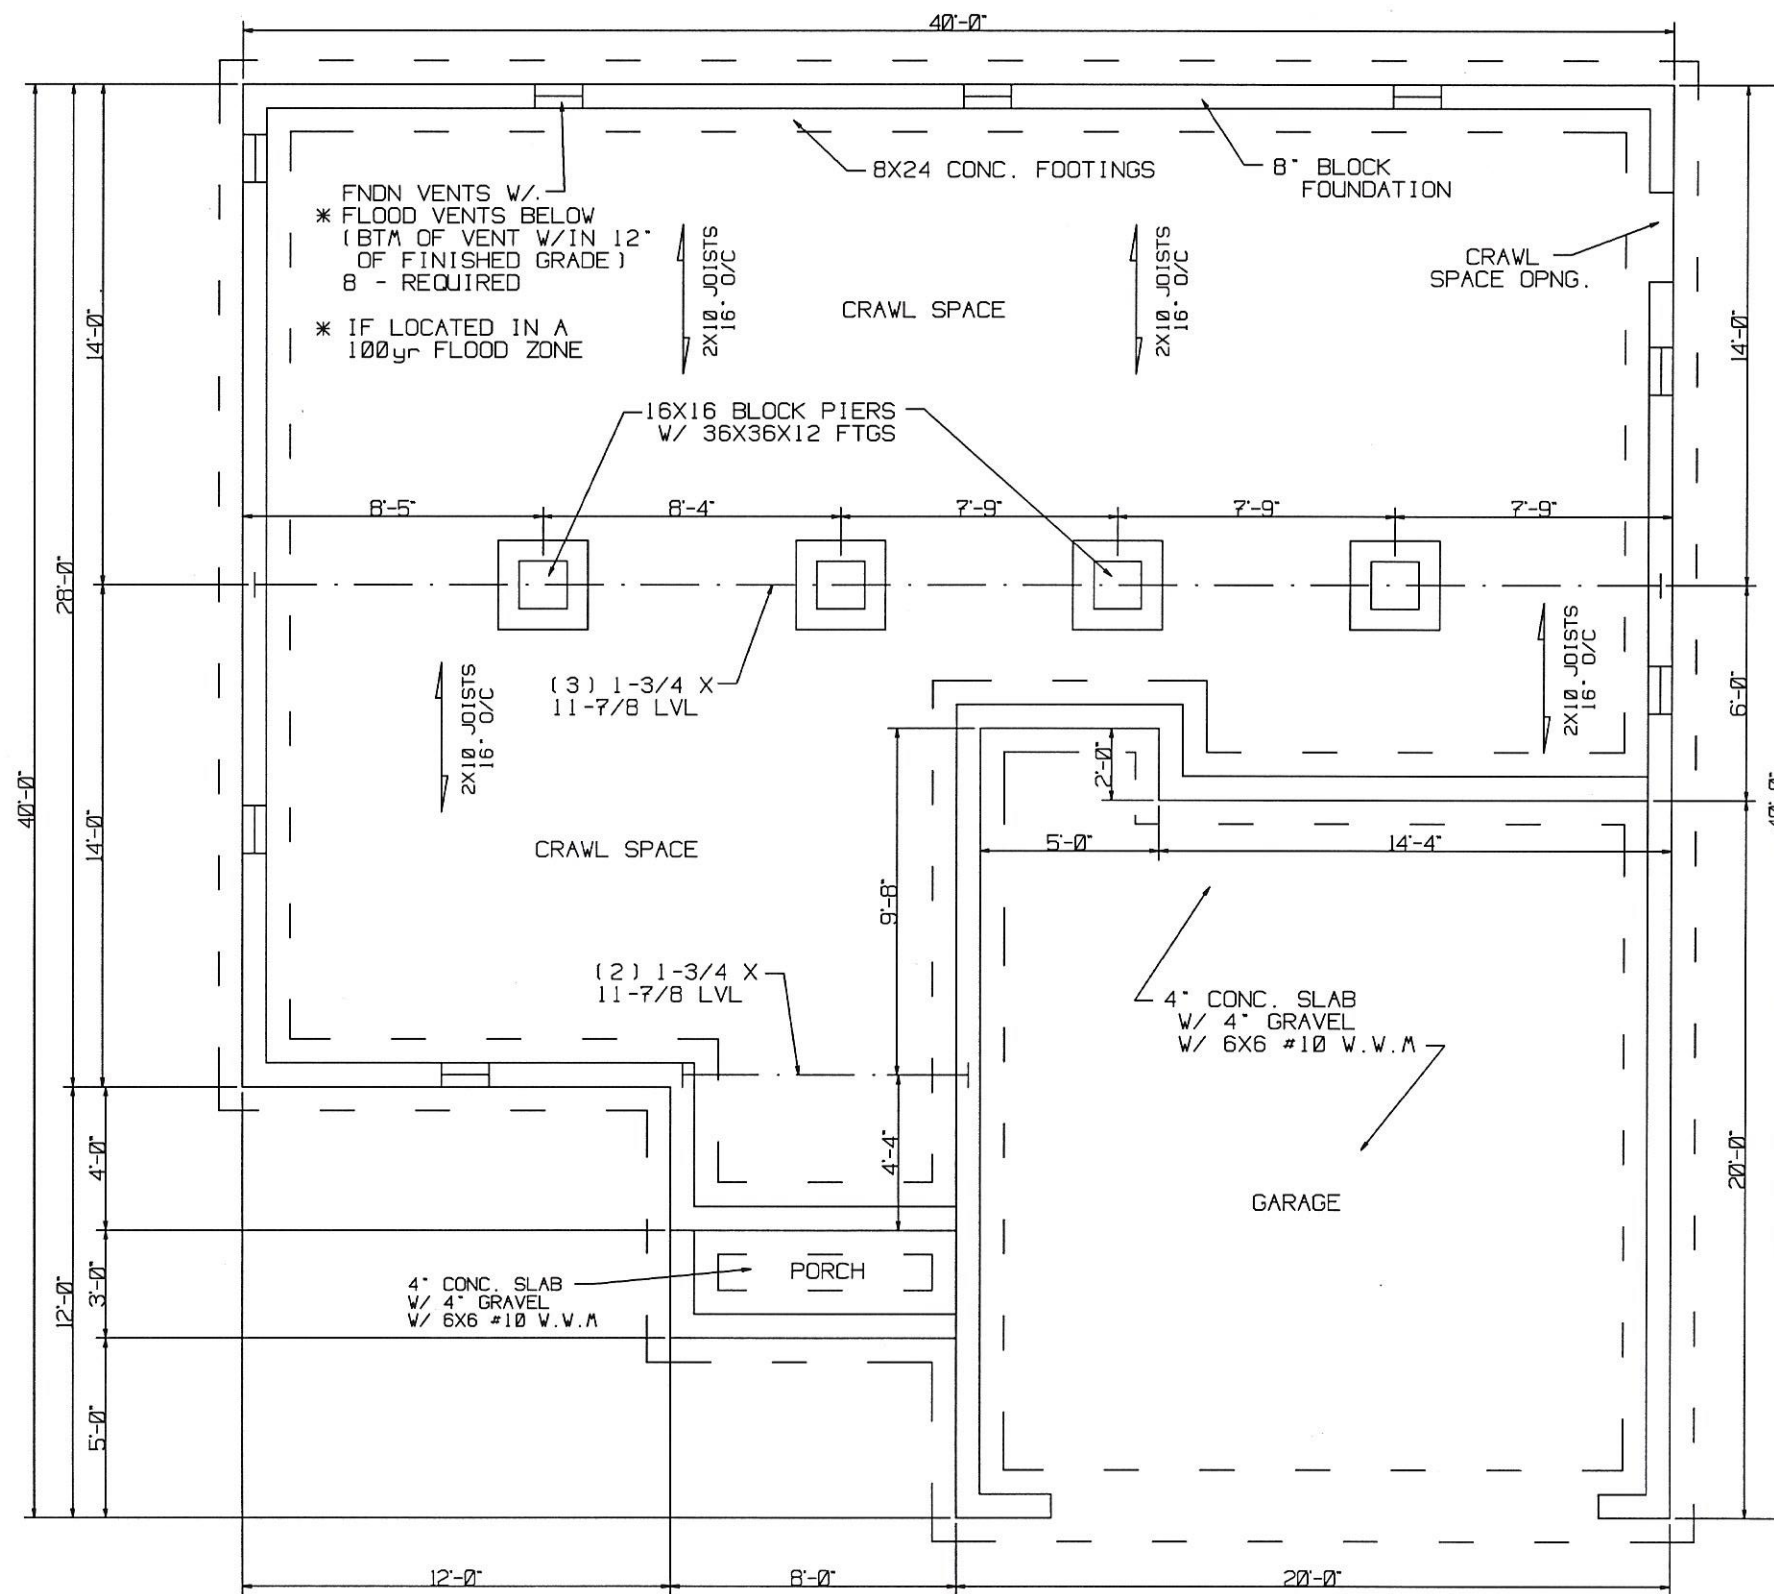 40'-0"
8X24 CONC. FOOTINGS
8" BLOCK
FOUNDATION
FNDN VENTS W/.
* FLOOD VENTS BELOW
(BTM OF VENT W/IN 12"
OF FINISHED GRADE)
8 - REQUIRED
* IF LOCATED IN A
100yr FLOOD ZONE
2X10 JOISTS
16" O/C
CRAWL SPACE
2X10 JOISTS
16" O/C
CRAWL
SPACE OPNG.
14'-0"
14'-0"
16X16 BLOCK PIERS
W/ 36X36X12 FTGS
8'-5"
8'-4"
7'-9"
7'-9"
7'-9"
28'-0"
(3) 1-3/4 X
11-7/8 LVL
2X10 JOISTS
16" O/C
2X10 JOISTS
16" O/C
6'-0"
2'-0"
40'-0"
14'-0"
CRAWL SPACE
5'-0"
14'-4"
9'-8"
(2) 1-3/4 X
11-7/8 LVL
4" CONC. SLAB
W/ 4" GRAVEL
W/ 6X6 #10 W.W.M
4'-0"
4'-4"
20'-0"
GARAGE
PORCH
4" CONC. SLAB
W/ 4" GRAVEL
W/ 6X6 #10 W.W.M
3'-0"
12'-0"
5'-0"
12'-0"
8'-0"
20'-0"